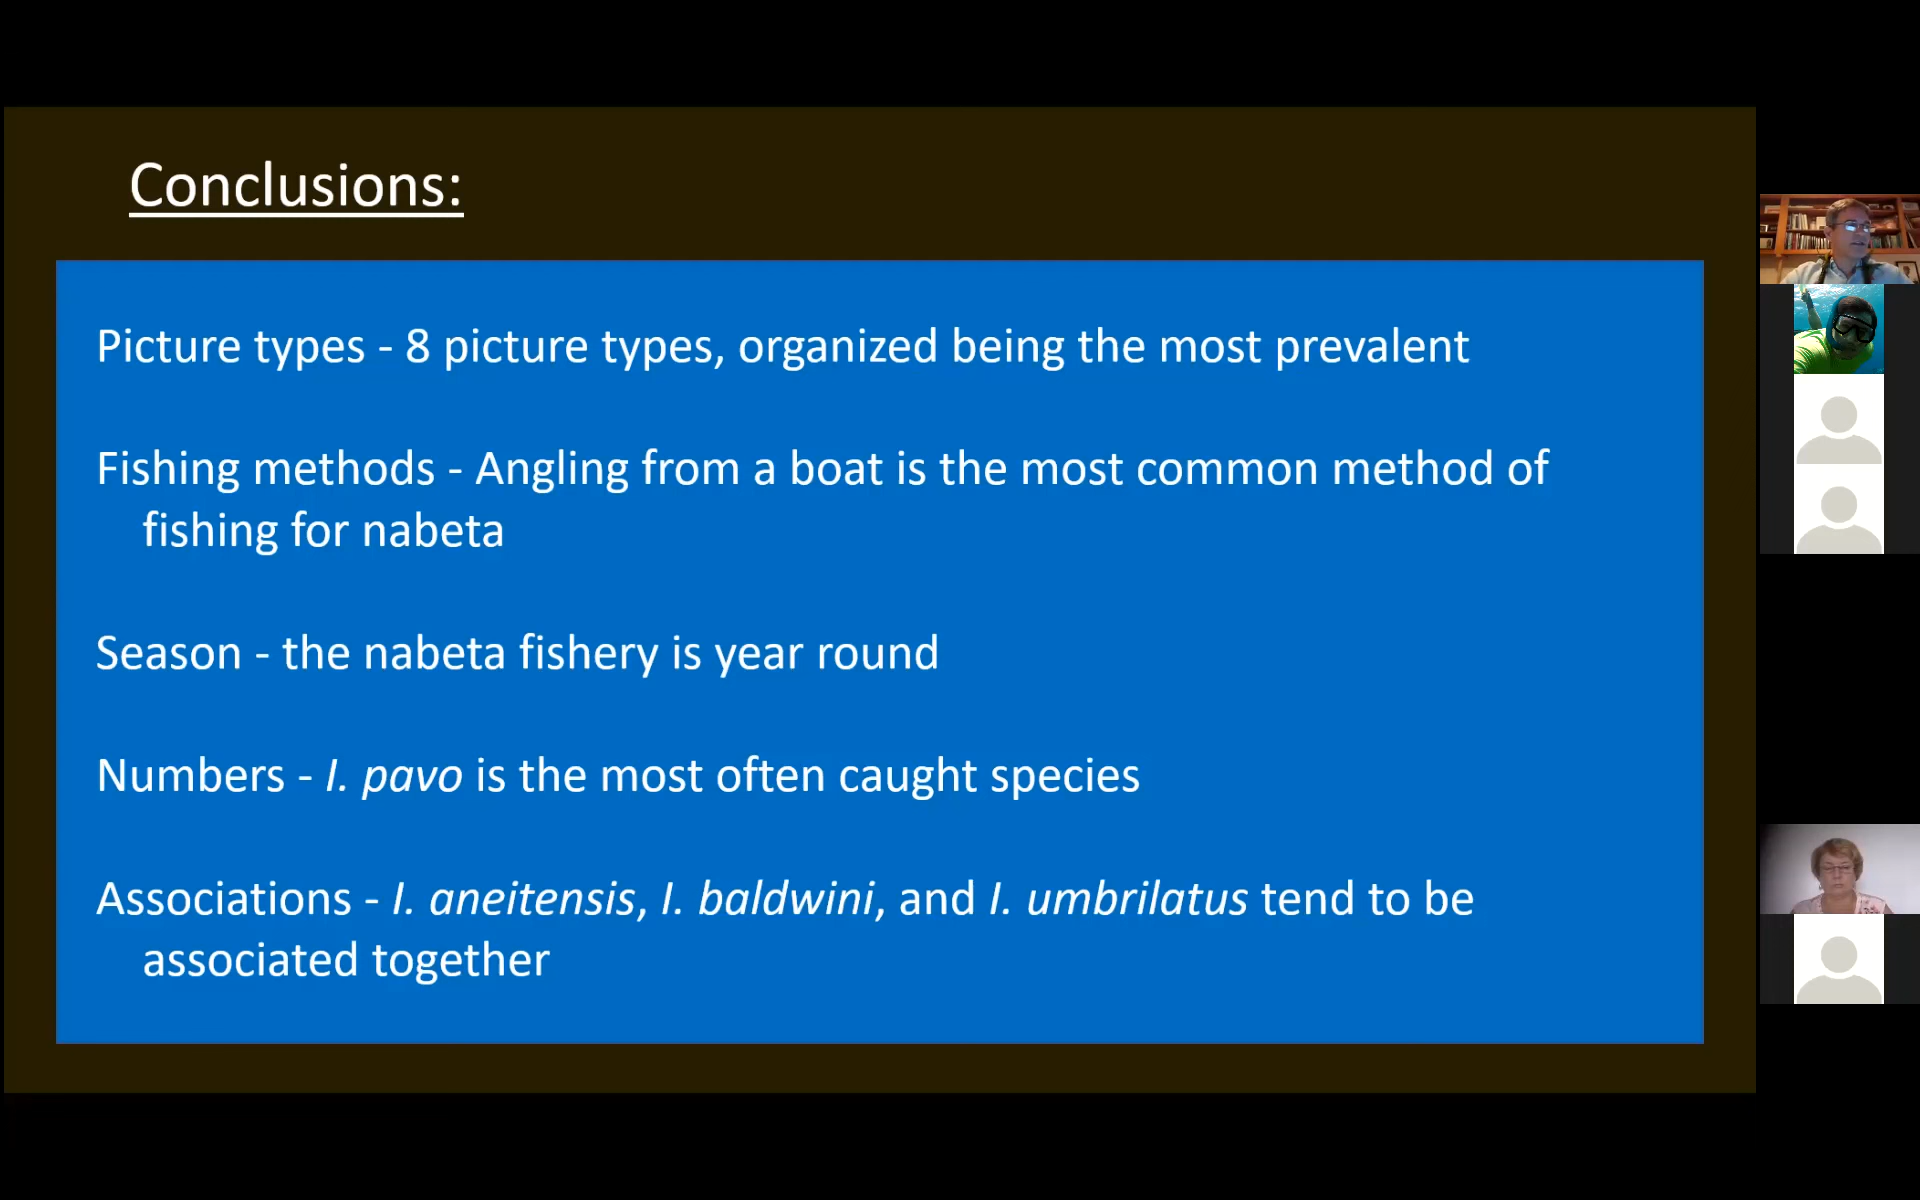 Conclusions:
Picture types - 8 picture types, organized being the most prevalent
Fishing methods - Angling from a boat is the most common method of
fishing for nabeta
Season - the nabeta fishery is year round
Numbers - I. pavo is the most often caught species
Associations - I. aneitensis, I. baldwini, and I. umbrilatus tend to be
associated together